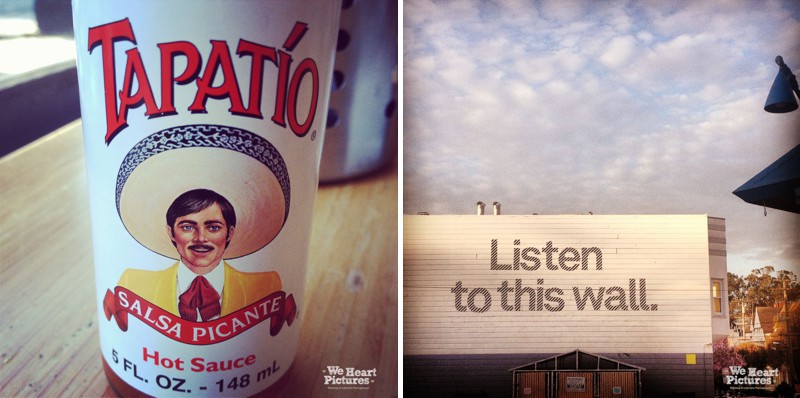 TAPATÍO
®
SALSA PICANTE
Hot Sauce
5 FL. OZ. - 148 mL
- We Heart -
Pictures
Listen
to this wall.
- We Heart -
Pictures